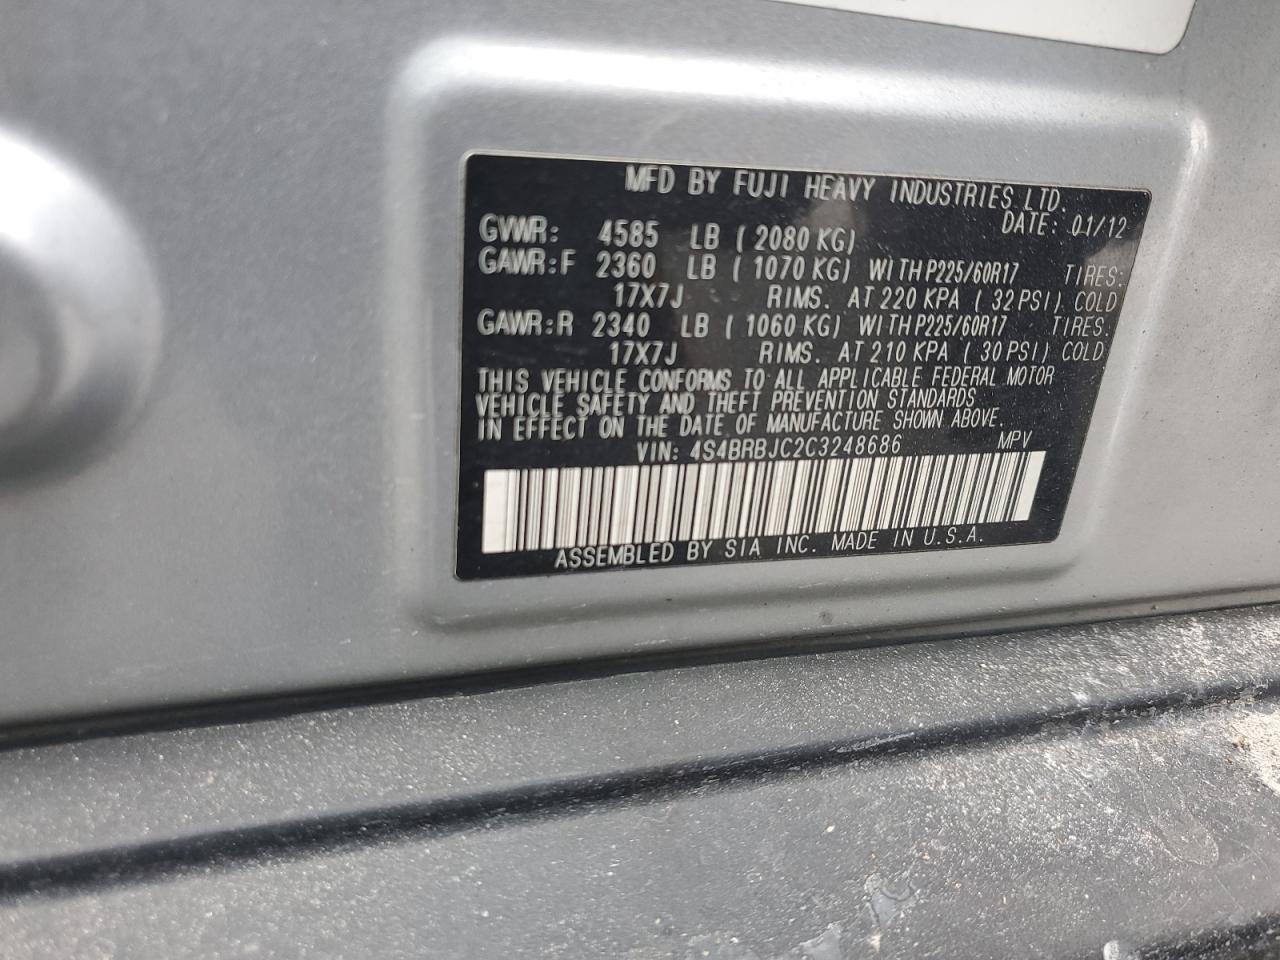 MFD BY FUJI HEAVY INDUSTRIES LTD.
DATE: 01/12
GVWR: 4585 LB (2080 KG)
GAWR:F 2360 LB (1070 KG) WITH P225/60R17 TIRES:
17X7J RIMS. AT 220 KPA (32 PSI) COLD
GAWR:R 2340 LB (1060 KG) WITH P225/60R17 TIRES.
17X7J RIMS. AT 210 KPA (30 PSI) COLD
THIS VEHICLE CONFORMS TO ALL APPLICABLE FEDERAL MOTOR
VEHICLE SAFETY AND THEFT PREVENTION STANDARDS
IN EFFECT ON THE DATE OF MANUFACTURE SHOWN ABOVE.
VIN: 4S4BRBJC2C3248686 MPV
ASSEMBLED BY SIA INC. MADE IN U.S.A.